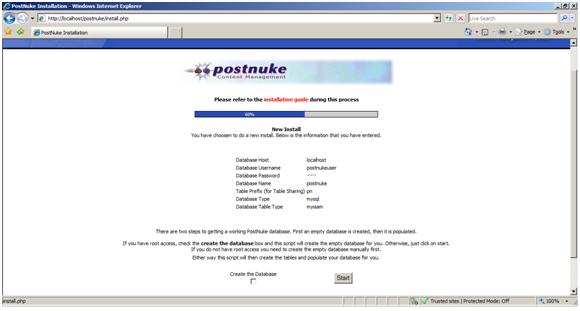 PostNuke Installation - Windows Internet Explorer
http://localhost/postnuke/install.php
Live Search
PostNuke Installation
Page
Tools
postnuke
Content Management
Please refer to the installation guide during this process
60%
New Install
You have choosen to do a new install. Below is the information that you have entered.
Database Host localhost
Database Username postnukeuser
Database Password -----
Database Name postnuke
Table Prefix (for Table Sharing) pn
Database Type mysql
Database Table Type myisam
There are two steps to getting a working PostNuke database. First an empty database is created, then it is populated.
If you have root access, check the create the database box and this script will create the empty database for you. Otherwise, just click on start.
If you do not have root access you need to create the empty database manually first.
Either way this script will then create the tables and populate your database for you.
Create the Database
Start
install.php
Trusted sites | Protected Mode: Off
100%